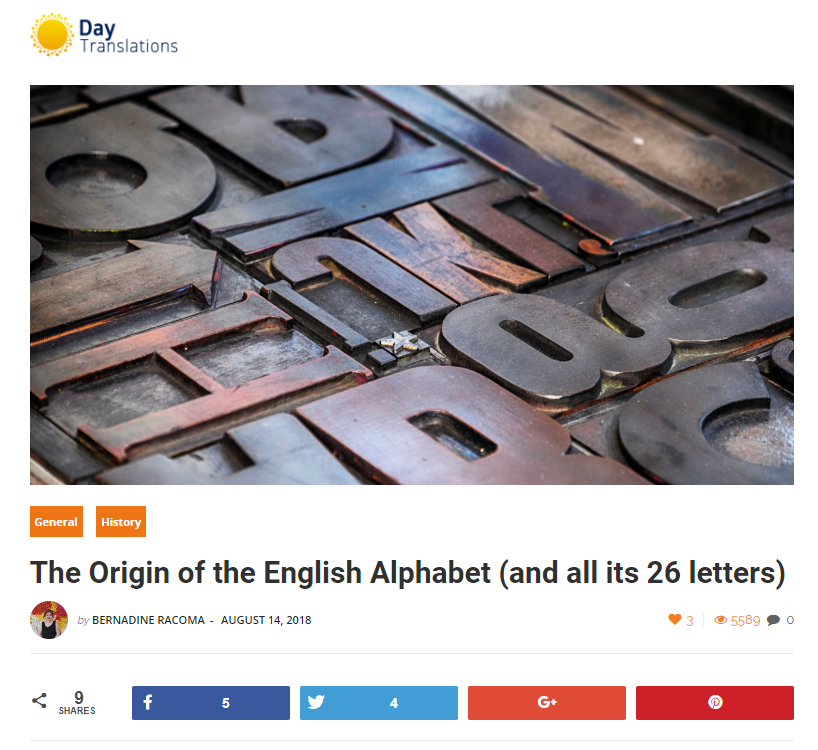 Day
Translations
General
History
The Origin of the English Alphabet (and all its 26 letters)
by BERNADINE RACOMA - AUGUST 14, 2018
3
5589
0
9
SHARES
f
5
4
G+